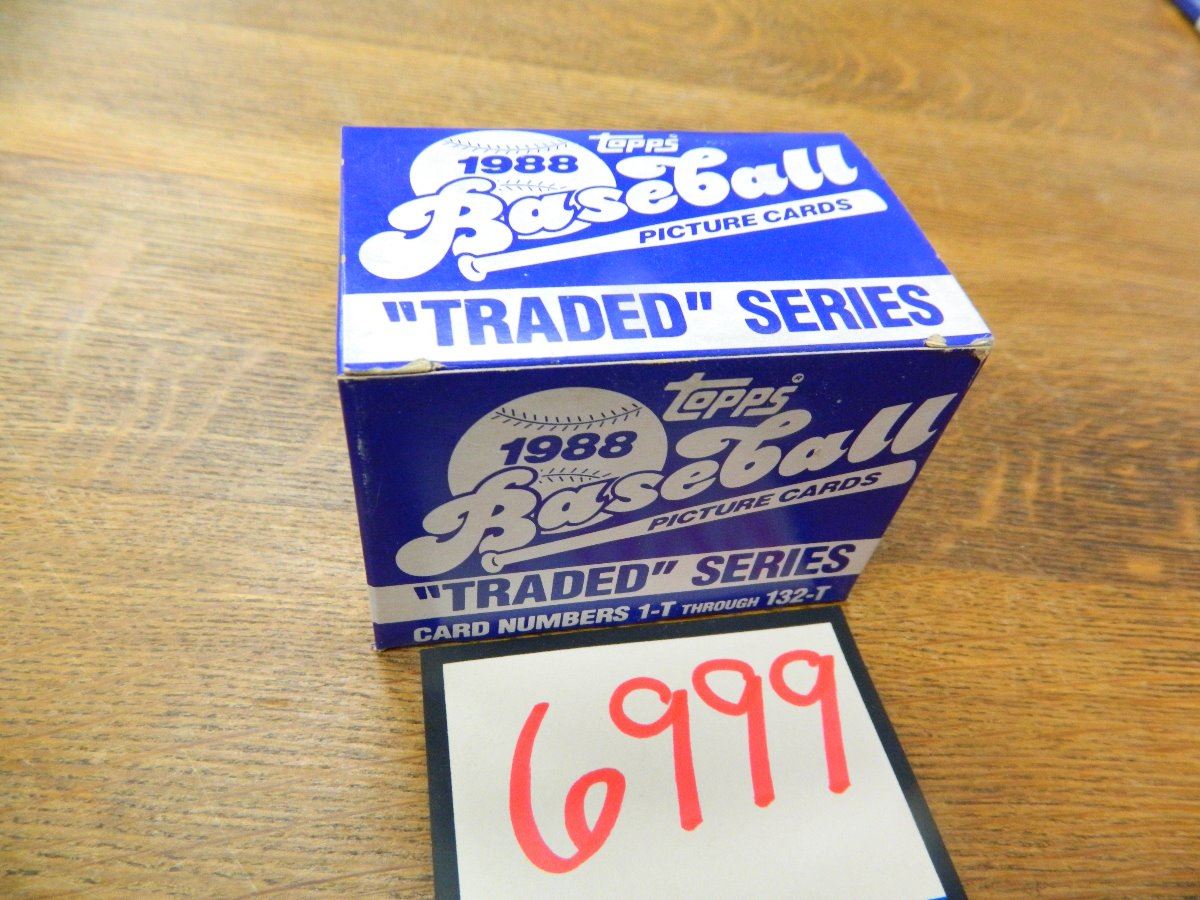 topps
1988
Baseball
PICTURE CARDS
"TRADED" SERIES
topps®
1988
Baseball
PICTURE CARDS
"TRADED" SERIES
CARD NUMBERS 1-T THROUGH 132-T
6999